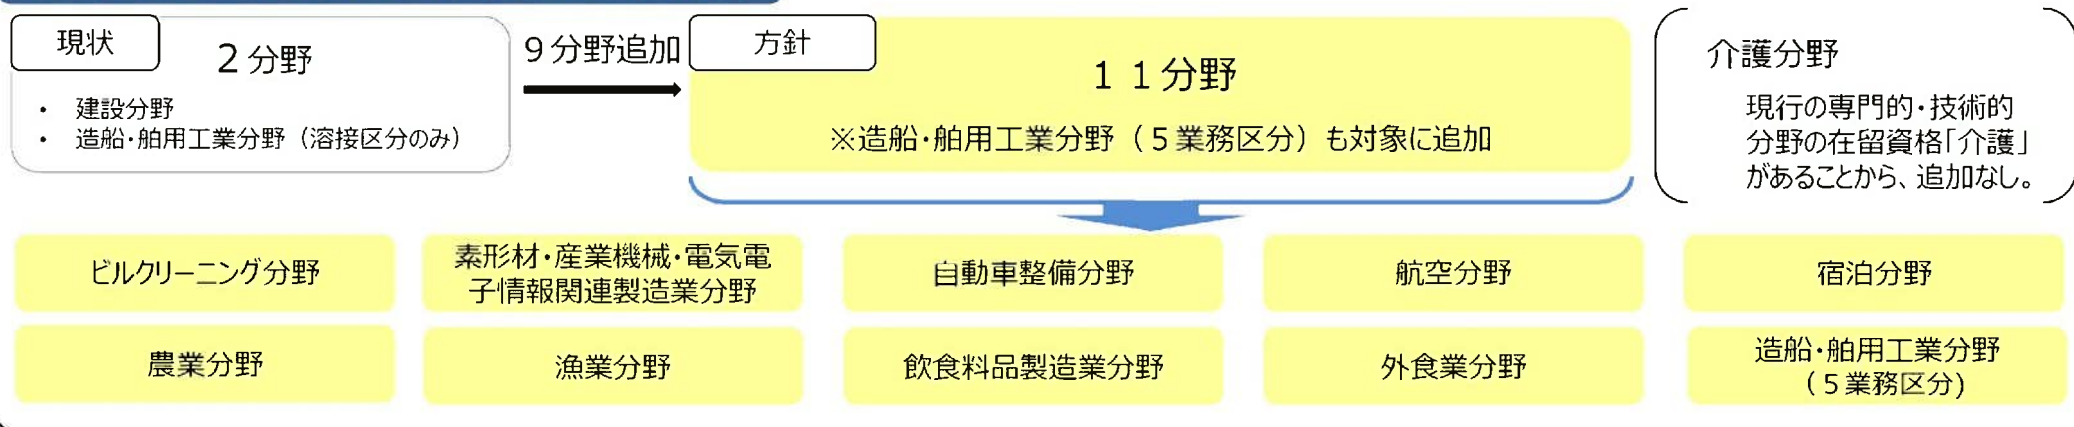 現状
2分野
・ 建設分野
・ 造船・舶用工業分野（溶接区分のみ）
9分野追加
方針
11分野
※造船・舶用工業分野（5業務区分）も対象に追加
介護分野
現行の専門的・技術的
分野の在留資格「介護」
があることから、追加なし。
ビルクリーニング分野
素形材・産業機械・電気電
子情報関連製造業分野
自動車整備分野
航空分野
宿泊分野
農業分野
漁業分野
飲食料品製造業分野
外食業分野
造船・舶用工業分野
（5業務区分)